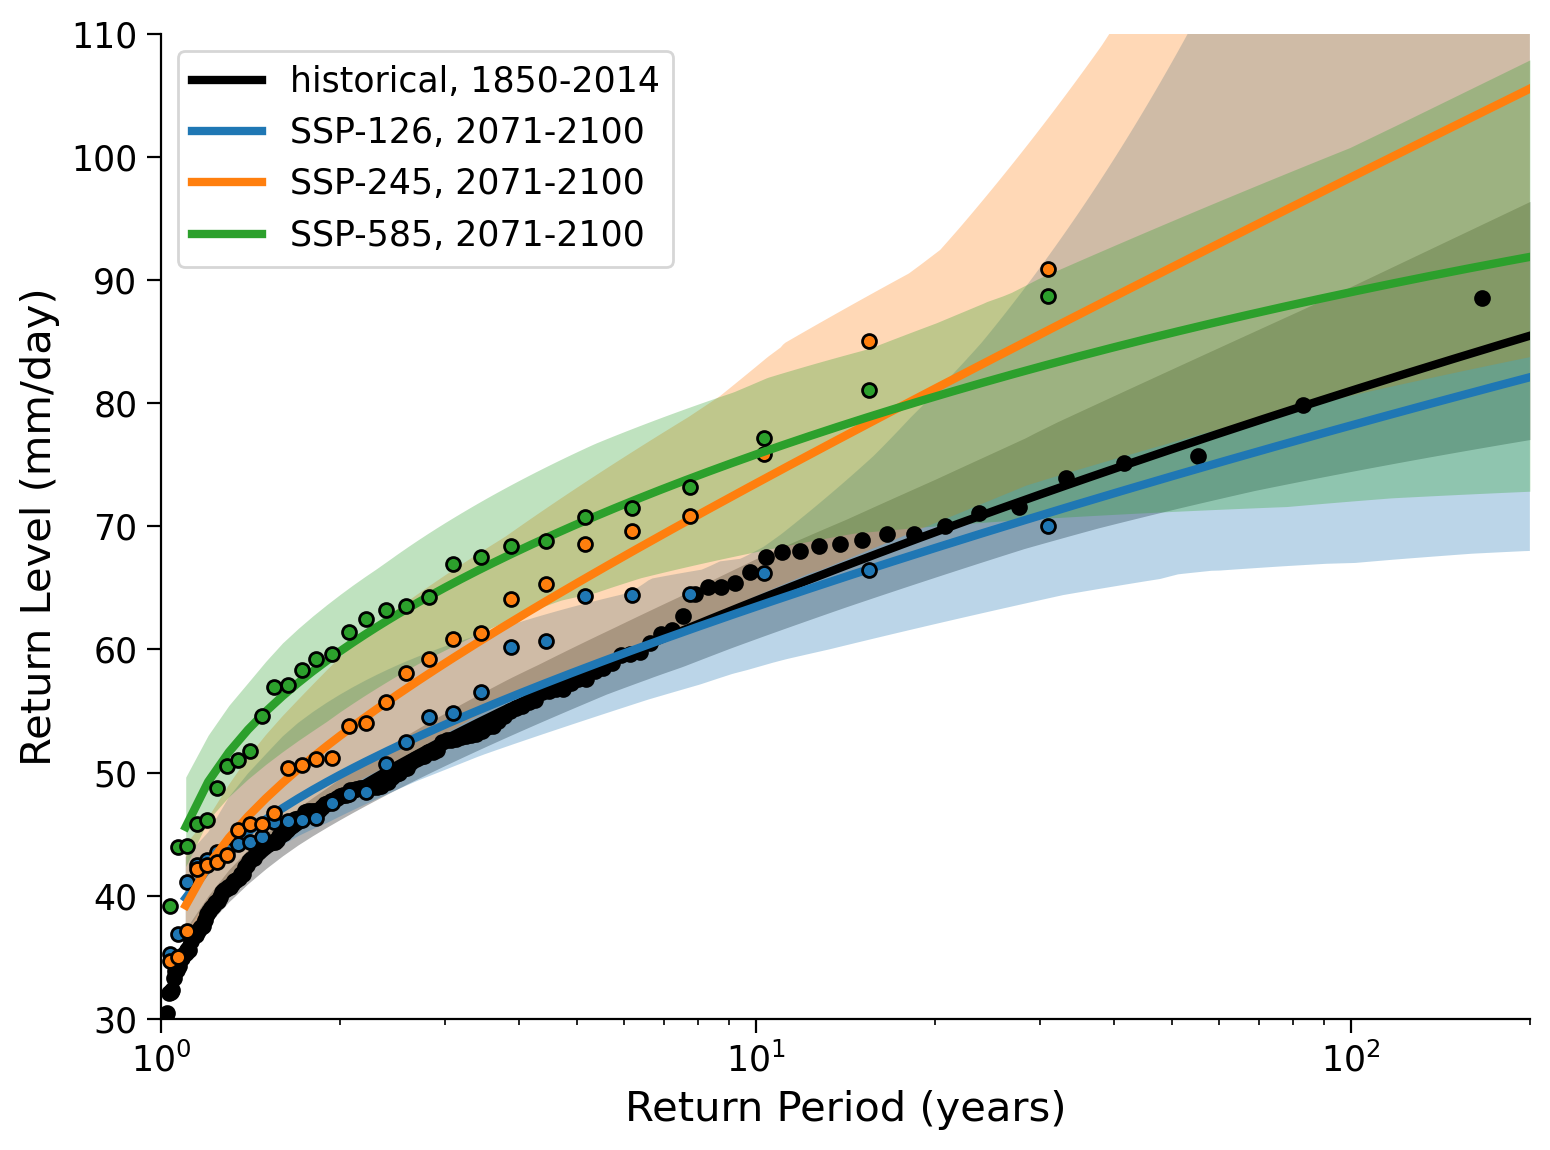 110
100
90
80
70
60
50
40
30
Return Level (mm/day)
historical, 1850-2014
SSP-126, 2071-2100
SSP-245, 2071-2100
SSP-585, 2071-2100
10⁰
10¹
10²
Return Period (years)